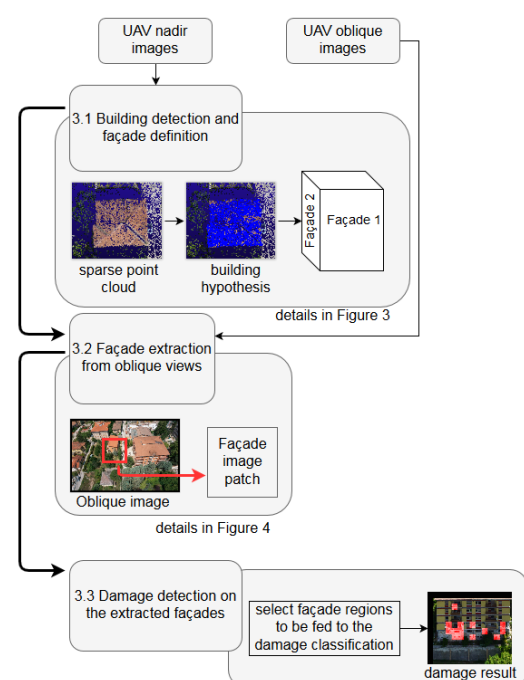 UAV nadir
images
UAV oblique
images
3.1 Building detection and
façade definition
sparse point
cloud
building
hypothesis
Façade 2
Façade 1
details in Figure 3
3.2 Façade extraction
from oblique views
Oblique image
Façade
image
patch
details in Figure 4
3.3 Damage detection on
the extracted façades
select façade regions
to be fed to the
damage classification
damage result